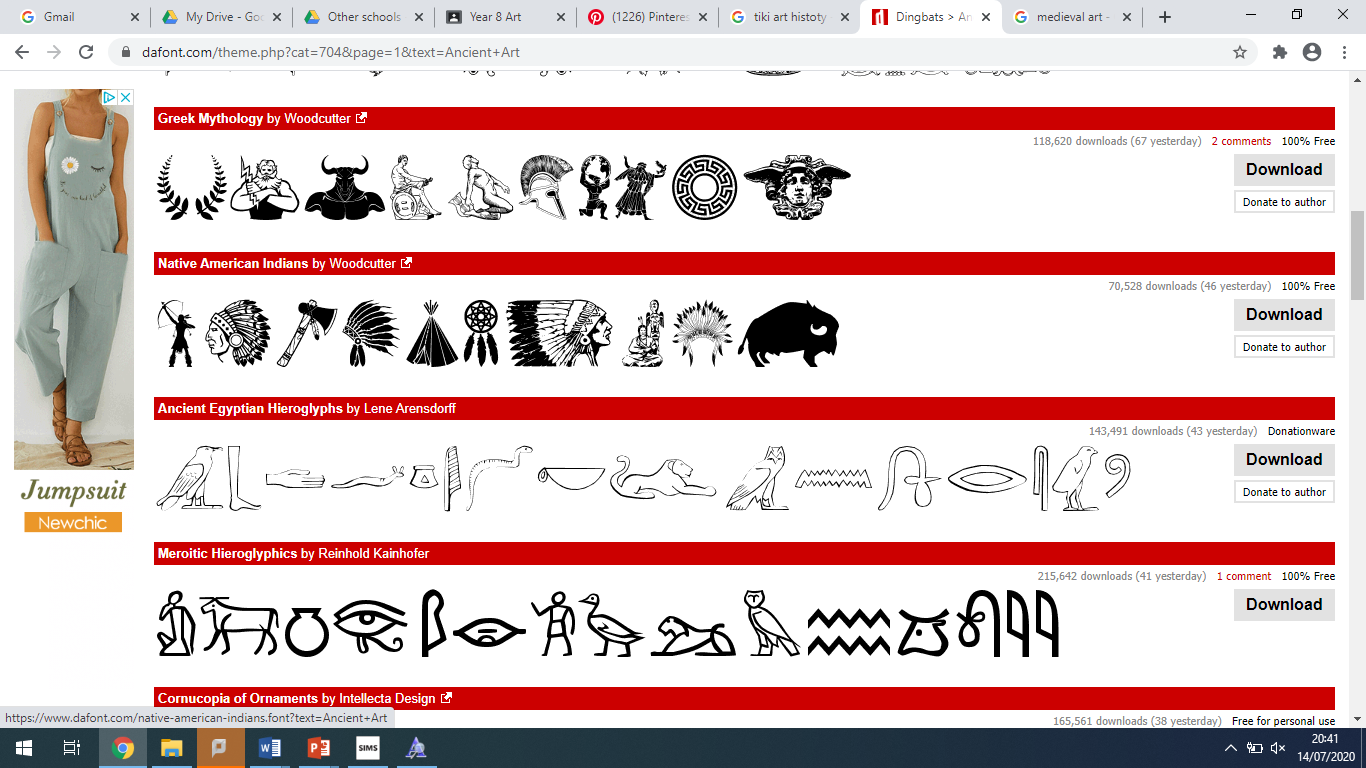 Gmail
My Drive - Goo
Other schools
Year 8 Art
(1226) Pinteres
tiki art histoty
Dingbats > An
medieval art -
dafont.com/theme.php?cat=704&page=1&text=Ancient+Art
Greek Mythology by Woodcutter
118,620 downloads (67 yesterday) 2 comments 100% Free
Download
Donate to author
Native American Indians by Woodcutter
70,528 downloads (46 yesterday) 100% Free
Download
Donate to author
Ancient Egyptian Hieroglyphs by Lene Arensdorff
143,491 downloads (43 yesterday) Donationware
Download
Donate to author
Jumpsuit
Newchic
Meroitic Hieroglyphics by Reinhold Kainhofer
215,642 downloads (41 yesterday) 1 comment 100% Free
Download
Cornucopia of Ornaments by Intellecta Design
165,561 downloads (38 yesterday) Free for personal use
https://www.dafont.com/native-american-indians.font?text=Ancient+Art
SIMS
20:41
14/07/2020